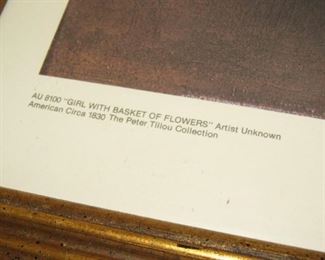 AU 8100 "GIRL WITH BASKET OF FLOWERS" Artist Unknown
American Circa 1830 The Peter Tillou Collection